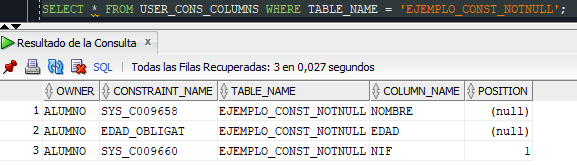 SELECT * FROM USER_CONS_COLUMNS WHERE TABLE_NAME = 'EJEMPLO_CONST_NOTNULL';
Resultado de la Consulta x
SQL | Todas las Filas Recuperadas: 3 en 0,027 segundos
OWNER CONSTRAINT_NAME TABLE_NAME COLUMN_NAME POSITION
1 ALUMNO SYS_C009658 EJEMPLO_CONST_NOTNULL NOMBRE (null)
2 ALUMNO EDAD_OBLIGAT EJEMPLO_CONST_NOTNULL EDAD (null)
3 ALUMNO SYS_C009660 EJEMPLO_CONST_NOTNULL NIF 1